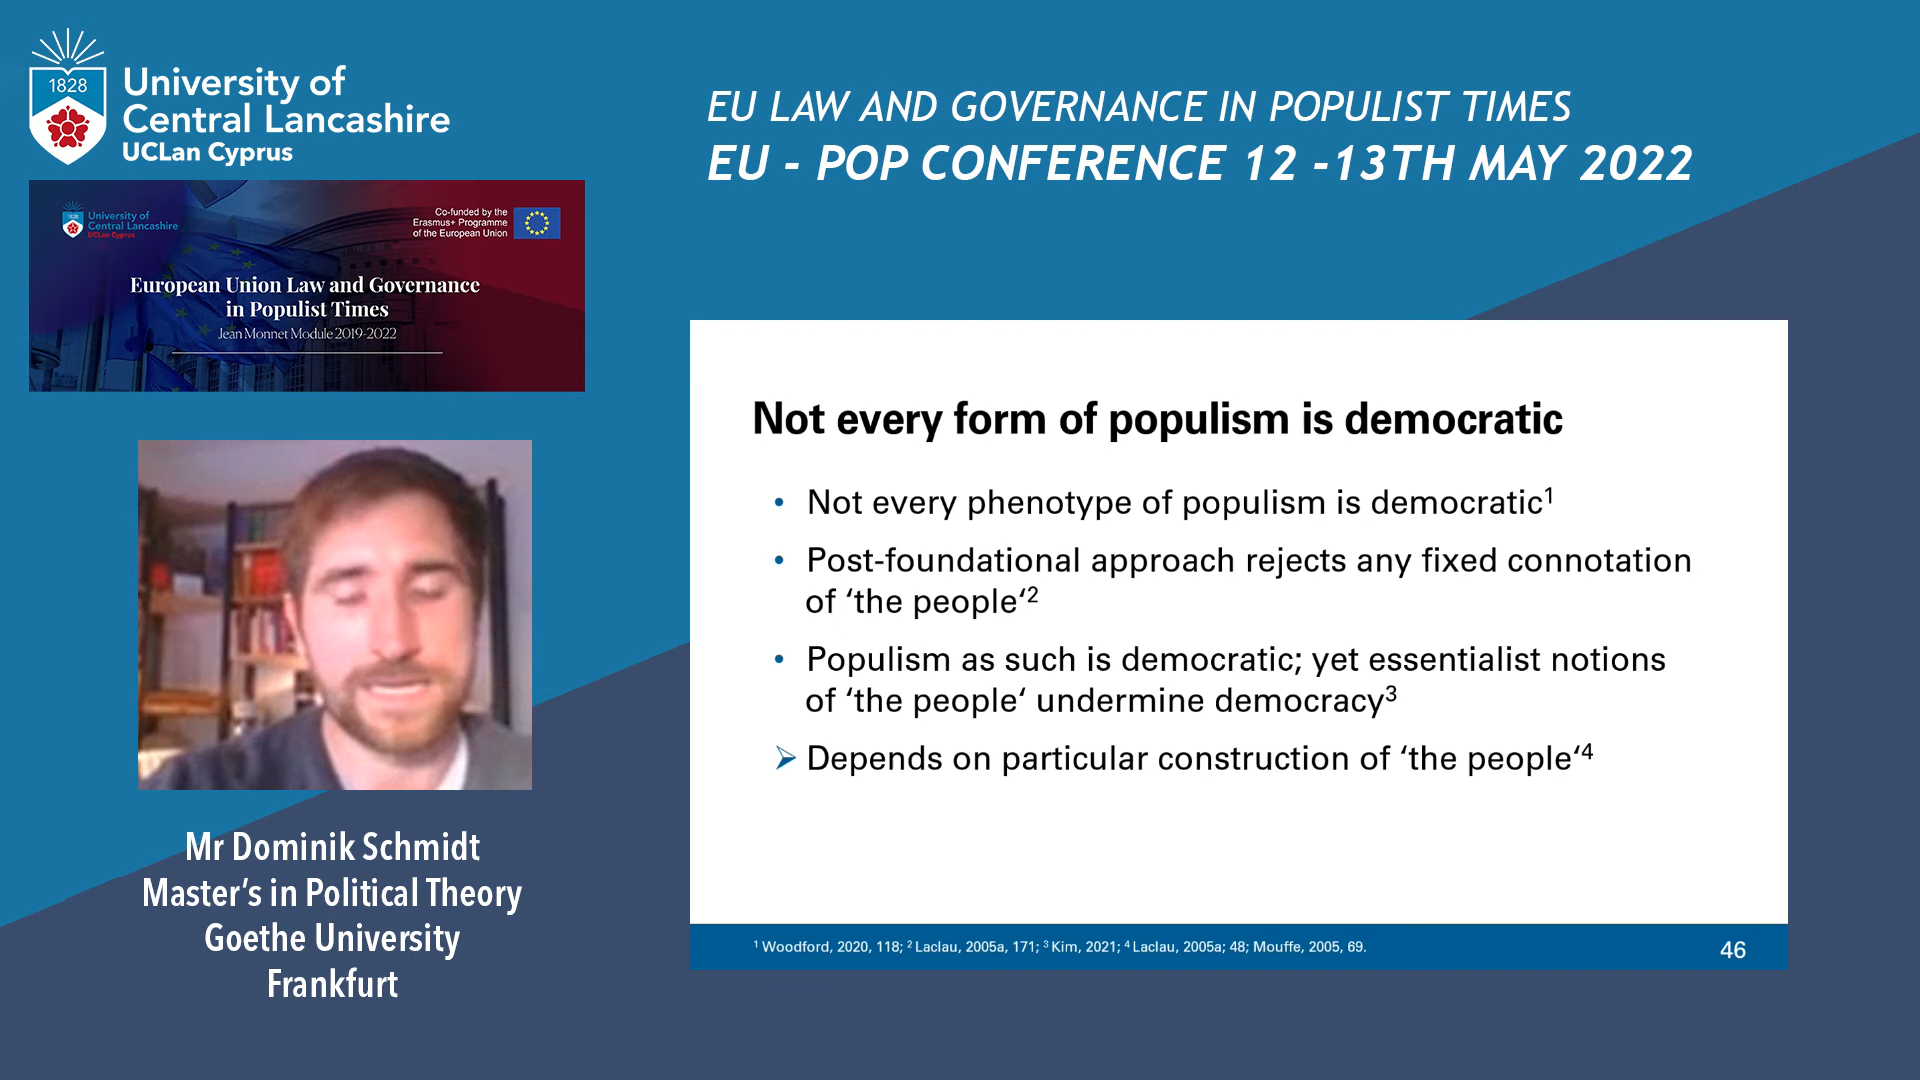 1828
University of
Central Lancashire
UCLan Cyprus
EU LAW AND GOVERNANCE IN POPULIST TIMES
EU - POP CONFERENCE 12 -13TH MAY 2022
1828
University of
Central Lancashire
UCLan Cyprus
Co-funded by the
Erasmus+ Programme
of the European Union
European Union Law and Governance
in Populist Times
Jean Monnet Module 2019-2022
Mr Dominik Schmidt
Master’s in Political Theory
Goethe University
Frankfurt
Not every form of populism is democratic
• Not every phenotype of populism is democratic¹
• Post-foundational approach rejects any fixed connotation
of ‘the people‘²
• Populism as such is democratic; yet essentialist notions
of ‘the people‘ undermine democracy³
➢ Depends on particular construction of ‘the people‘⁴
¹ Woodford, 2020, 118; ² Laclau, 2005a, 171; ³ Kim, 2021; ⁴ Laclau, 2005a; 48; Mouffe, 2005, 69.
46